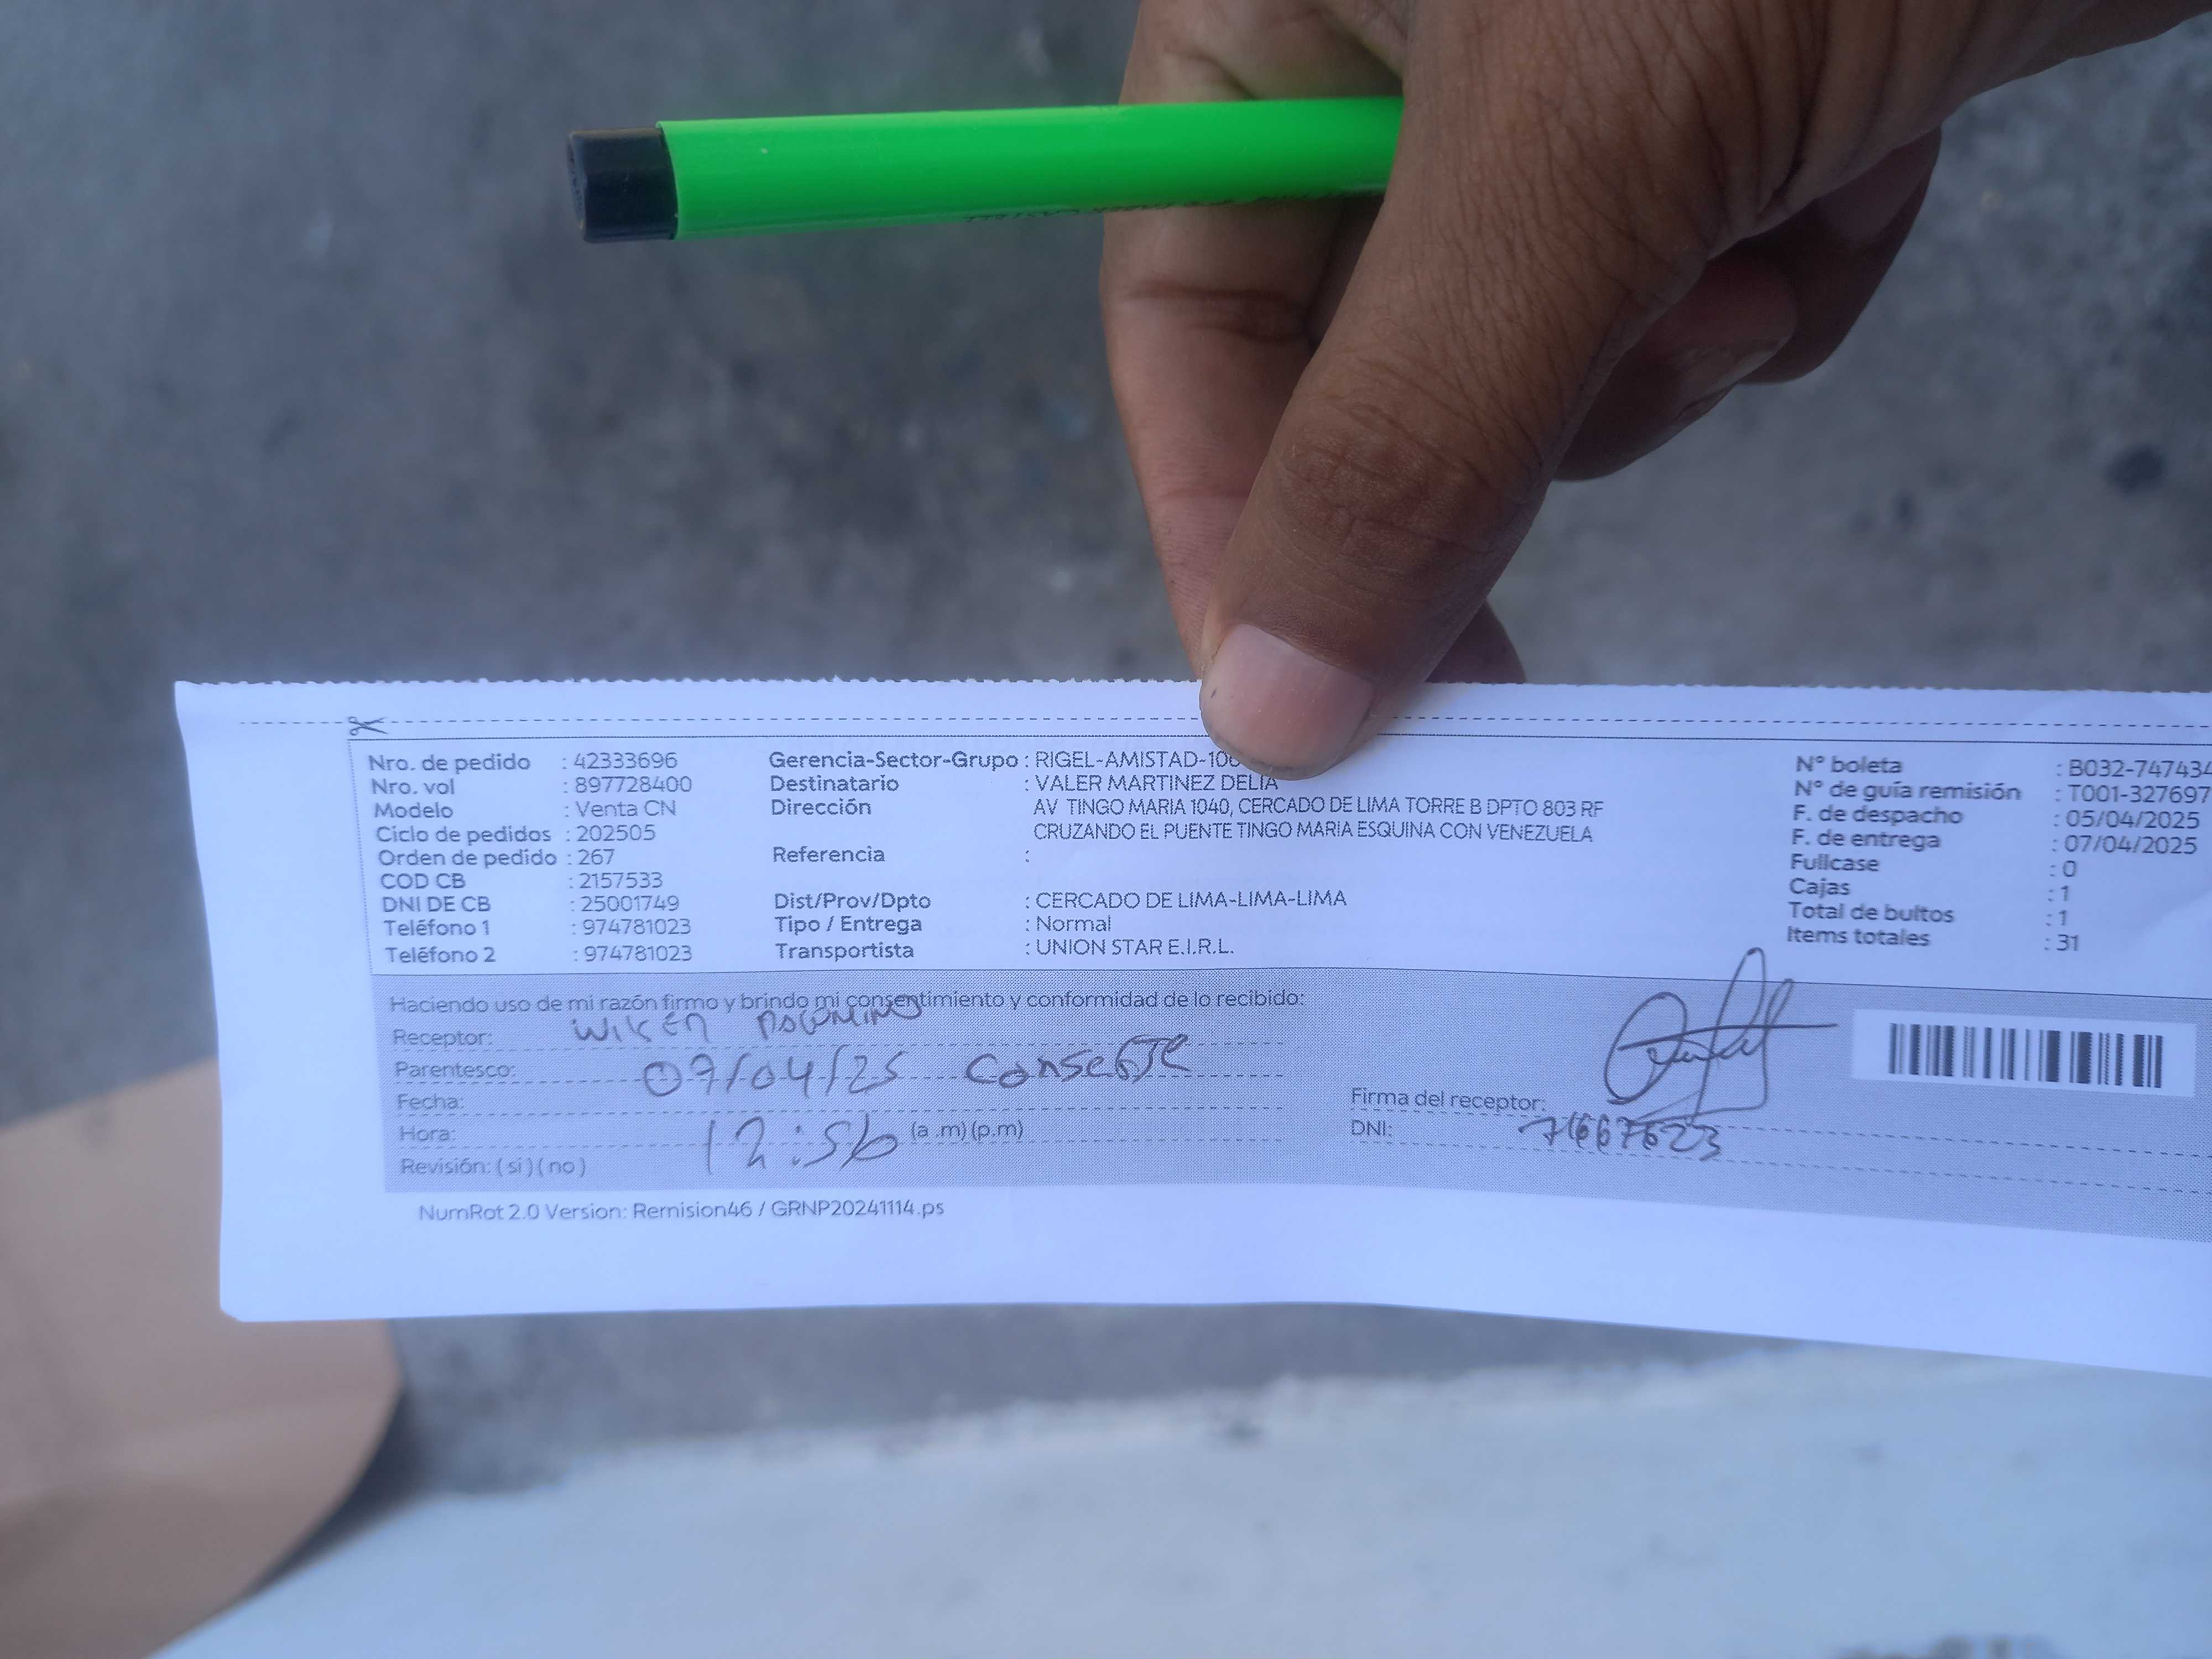 Nro. de pedido : 42333696
Nro. vol : 897728400
Modelo : Venta CN
Ciclo de pedidos : 202505
Orden de pedido : 267
COD CB : 2157533
DNI DE CB : 25001749
Teléfono 1 : 974781023
Teléfono 2 : 974781023
Gerencia-Sector-Grupo : RIGEL-AMISTAD-10
Destinatario : VALER MARTINEZ DELIA
Dirección AV TINGO MARIA 1040, CERCADO DE LIMA TORRE B DPTO 803 RF
CRUZANDO EL PUENTE TINGO MARIA ESQUINA CON VENEZUELA
Referencia :
Dist/Prov/Dpto : CERCADO DE LIMA-LIMA-LIMA
Tipo / Entrega : Normal
Transportista : UNION STAR E.I.R.L.
N° boleta : B032-747434
N° de guía remisión : T001-327697
F. de despacho : 05/04/2025
F. de entrega : 07/04/2025
Fullcase : 0
Cajas : 1
Total de bultos : 1
Items totales : 31
Haciendo uso de mi razón firmo y brindo mi consentimiento y conformidad de lo recibido:
Receptor: Wilken
Parentesco: 07/04/25
Fecha:
Hora: 12:56 (a .m) (p.m)
Revisión: ( si ) ( no )
Firma del receptor:
DNI:
NumRot 2.0 Version: Remision46 / GRNP20241114.ps